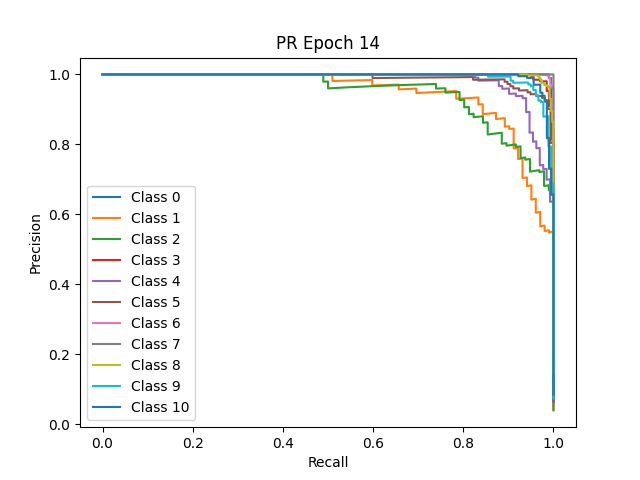 PR Epoch 14
1.0
0.8
0.6
0.4
0.2
0.0
Precision
Class 0
Class 1
Class 2
Class 3
Class 4
Class 5
Class 6
Class 7
Class 8
Class 9
Class 10
0.0 0.2 0.4 0.6 0.8 1.0
Recall